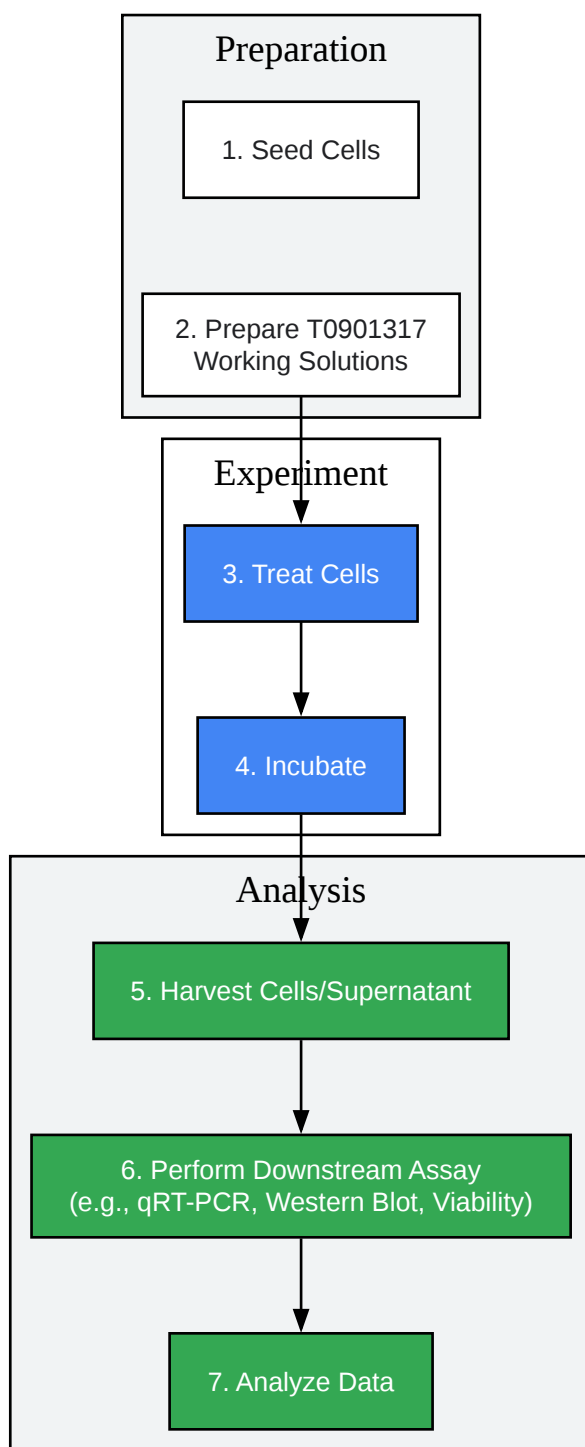 Preparation
1. Seed Cells
2. Prepare T0901317
Working Solutions
Experiment
3. Treat Cells
4. Incubate
Analysis
5. Harvest Cells/Supernatant
6. Perform Downstream Assay
(e.g., qRT-PCR, Western Blot, Viability)
7. Analyze Data